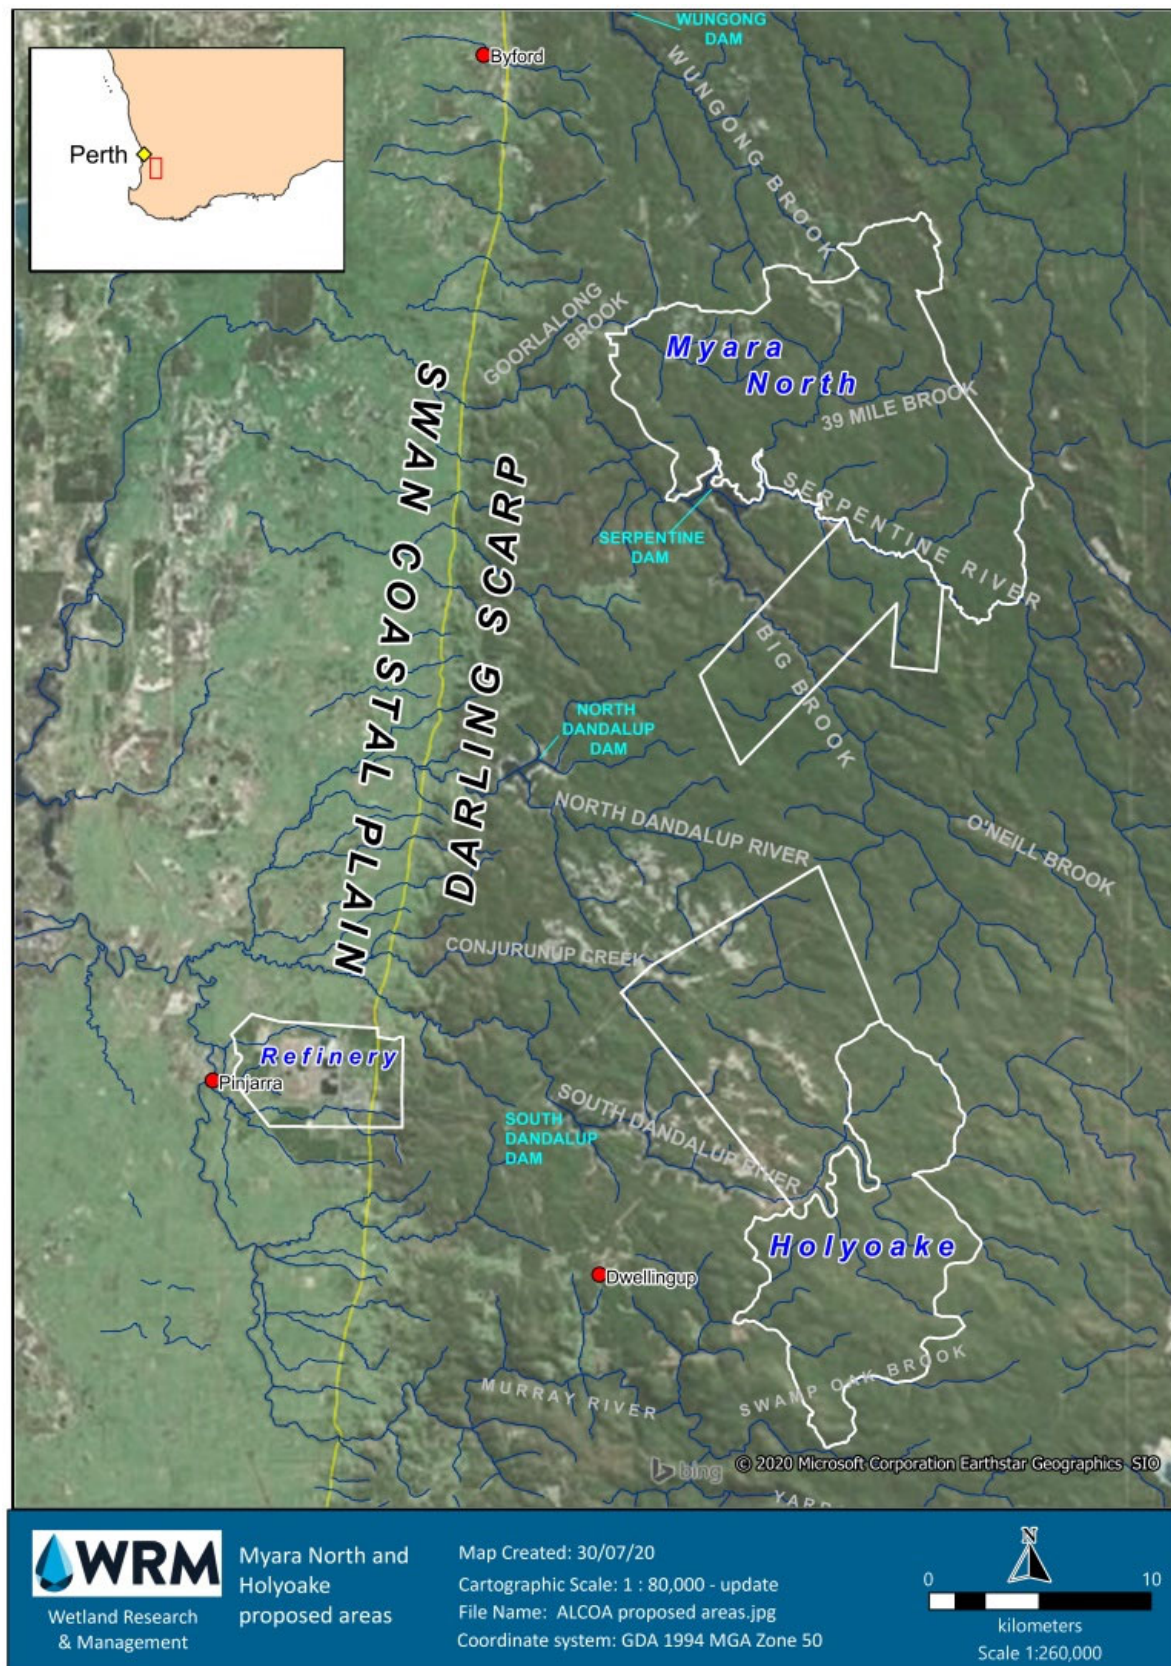 WUNGONG
DAM
Byford
WUNGONG BROOK
Perth
GOORLALONG
BROOK
Myara
North
39 MILE BROOK
SWAN COASTAL PLAIN
DARLING SCARP
SERPENTINE RIVER
SERPENTINE
DAM
BIG BROOK
NORTH
DANDALUP
DAM
NORTH DANDALUP RIVER
O'NEILL BROOK
CONJURUNUP CREEK
Refinery
Pinjarra
SOUTH
DANDALUP
DAM
SOUTH DANDALUP RIVER
Holyoake
Dwellingup
SWAMP OAK BROOK
MURRAY RIVER
bing
© 2020 Microsoft Corporation Earthstar Geographics SIO
WRM
Wetland Research
& Management
Myara North and
Holyoake
proposed areas
Map Created: 30/07/20
Cartographic Scale: 1 : 80,000 - update
File Name: ALCOA proposed areas.jpg
Coordinate system: GDA 1994 MGA Zone 50
N
0 10
kilometers
Scale 1:260,000